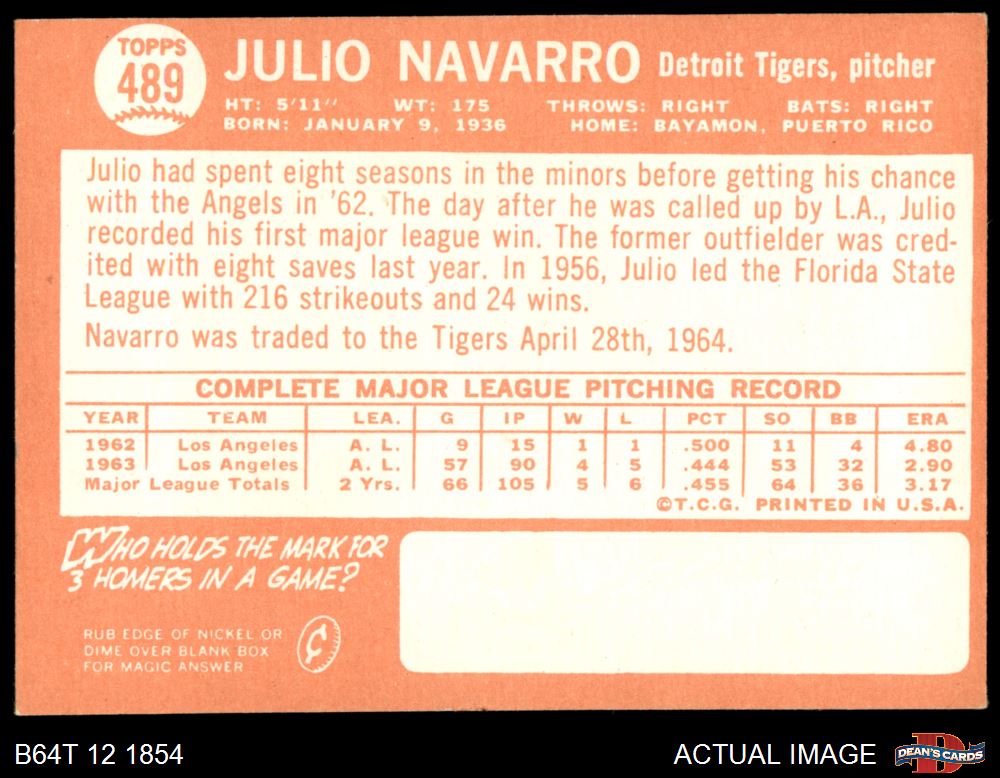 TOPPS
489
JULIO NAVARRO Detroit Tigers, pitcher
HT: 5'11" WT: 175 THROWS: RIGHT BATS: RIGHT
BORN: JANUARY 9, 1936 HOME: BAYAMON, PUERTO RICO
Julio had spent eight seasons in the minors before getting his chance
with the Angels in '62. The day after he was called up by L.A., Julio
recorded his first major league win. The former outfielder was cred-
ited with eight saves last year. In 1956, Julio led the Florida State
League with 216 strikeouts and 24 wins.
Navarro was traded to the Tigers April 28th, 1964.
COMPLETE MAJOR LEAGUE PITCHING RECORD
YEAR TEAM LEA. G IP W L PCT SO BB ERA
1962 Los Angeles A. L. 9 15 1 1 .500 11 4 4.80
1963 Los Angeles A. L. 57 90 4 5 .444 53 32 2.90
Major League Totals 2 Yrs. 66 105 5 6 .455 64 36 3.17
©T.C.G. PRINTED IN U.S.A.
WHO HOLDS THE MARK FOR
3 HOMERS IN A GAME?
RUB EDGE OF NICKEL OR
DIME OVER BLANK BOX
FOR MAGIC ANSWER
¢
B64T 12 1854 ACTUAL IMAGE
D
DEAN'S CARDS